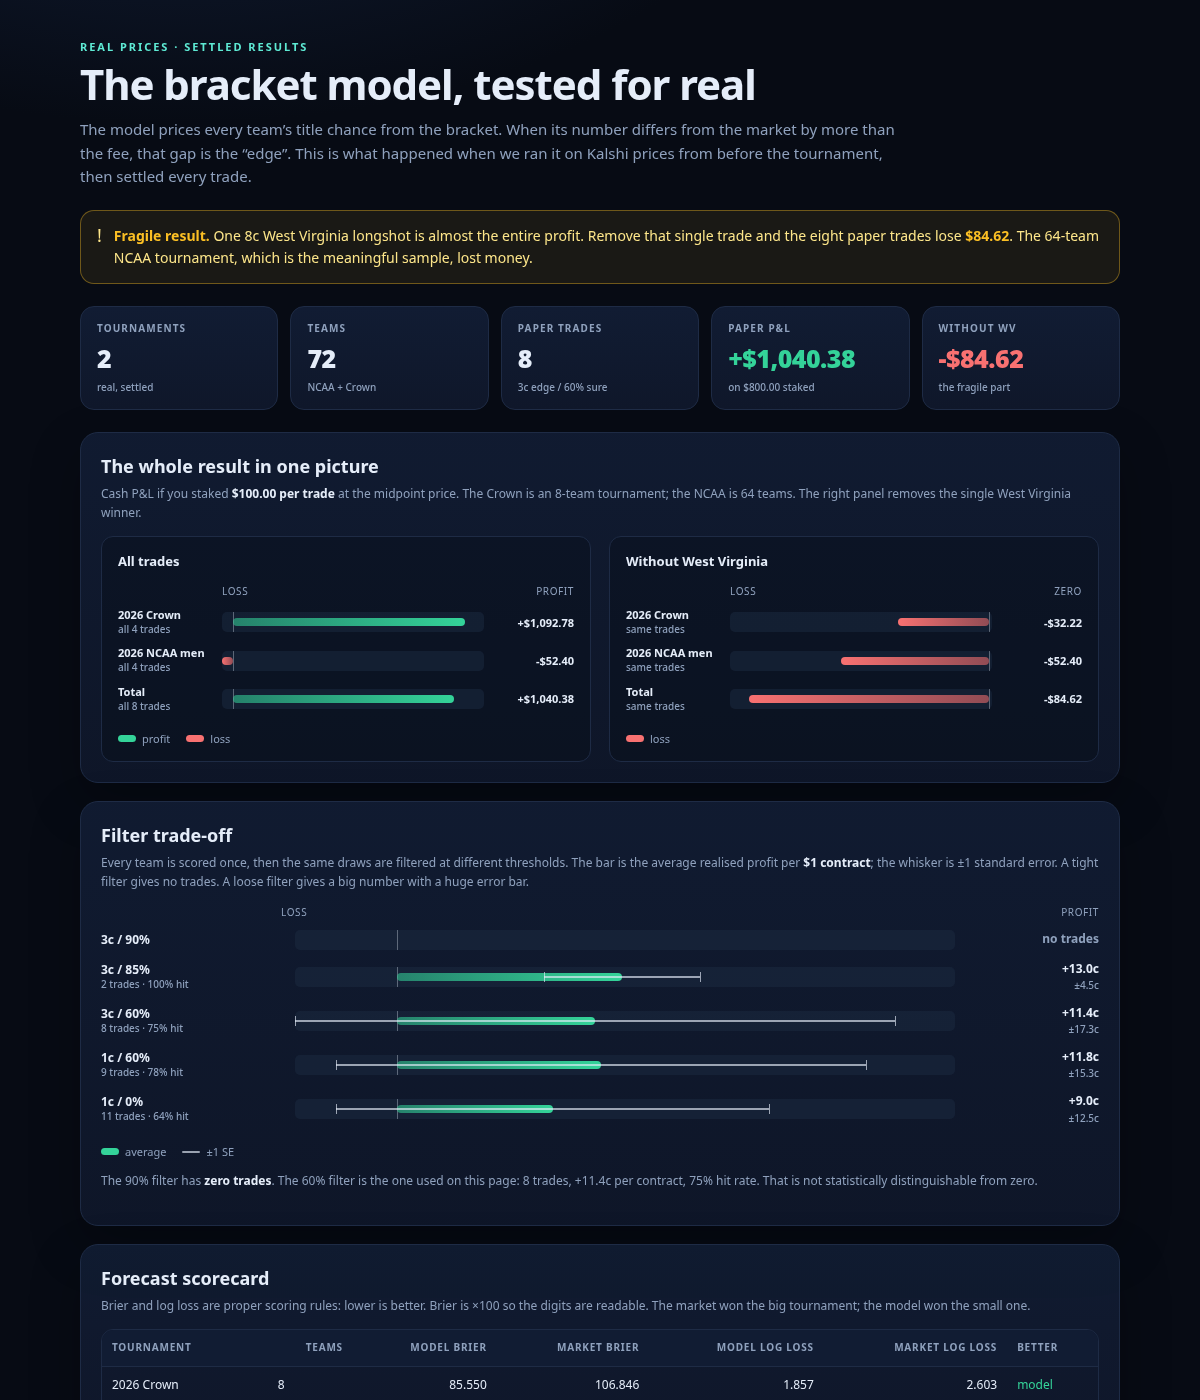 REAL PRICES · SETTLED RESULTS
The bracket model, tested for real
The model prices every team’s title chance from the bracket. When its number differs from the market by more than
the fee, that gap is the “edge”. This is what happened when we ran it on Kalshi prices from before the tournament,
then settled every trade.
! Fragile result. One 8c West Virginia longshot is almost the entire profit. Remove that single trade and the eight paper trades lose $84.62. The 64-team
NCAA tournament, which is the meaningful sample, lost money.
TOURNAMENTS
2
real, settled
TEAMS
72
NCAA + Crown
PAPER TRADES
8
3c edge / 60% sure
PAPER P&L
+$1,040.38
on $800.00 staked
WITHOUT WV
-$84.62
the fragile part
The whole result in one picture
Cash P&L if you staked $100.00 per trade at the midpoint price. The Crown is an 8-team tournament; the NCAA is 64 teams. The right panel removes the single West Virginia
winner.
All trades
LOSS PROFIT
2026 Crown
all 4 trades
+$1,092.78
2026 NCAA men
all 4 trades
-$52.40
Total
all 8 trades
+$1,040.38
profit loss
Without West Virginia
LOSS ZERO
2026 Crown
same trades
-$32.22
2026 NCAA men
same trades
-$52.40
Total
same trades
-$84.62
loss
Filter trade-off
Every team is scored once, then the same draws are filtered at different thresholds. The bar is the average realised profit per $1 contract; the whisker is ±1 standard error. A tight
filter gives no trades. A loose filter gives a big number with a huge error bar.
LOSS PROFIT
3c / 90% no trades
3c / 85% +13.0c
2 trades · 100% hit ±4.5c
3c / 60% +11.4c
8 trades · 75% hit ±17.3c
1c / 60% +11.8c
9 trades · 78% hit ±15.3c
1c / 0% +9.0c
11 trades · 64% hit ±12.5c
average ±1 SE
The 90% filter has zero trades. The 60% filter is the one used on this page: 8 trades, +11.4c per contract, 75% hit rate. That is not statistically distinguishable from zero.
Forecast scorecard
Brier and log loss are proper scoring rules: lower is better. Brier is ×100 so the digits are readable. The market won the big tournament; the model won the small one.
TOURNAMENT TEAMS MODEL BRIER MARKET BRIER MODEL LOG LOSS MARKET LOG LOSS BETTER
2026 Crown 8 85.550 106.846 1.857 2.603 model